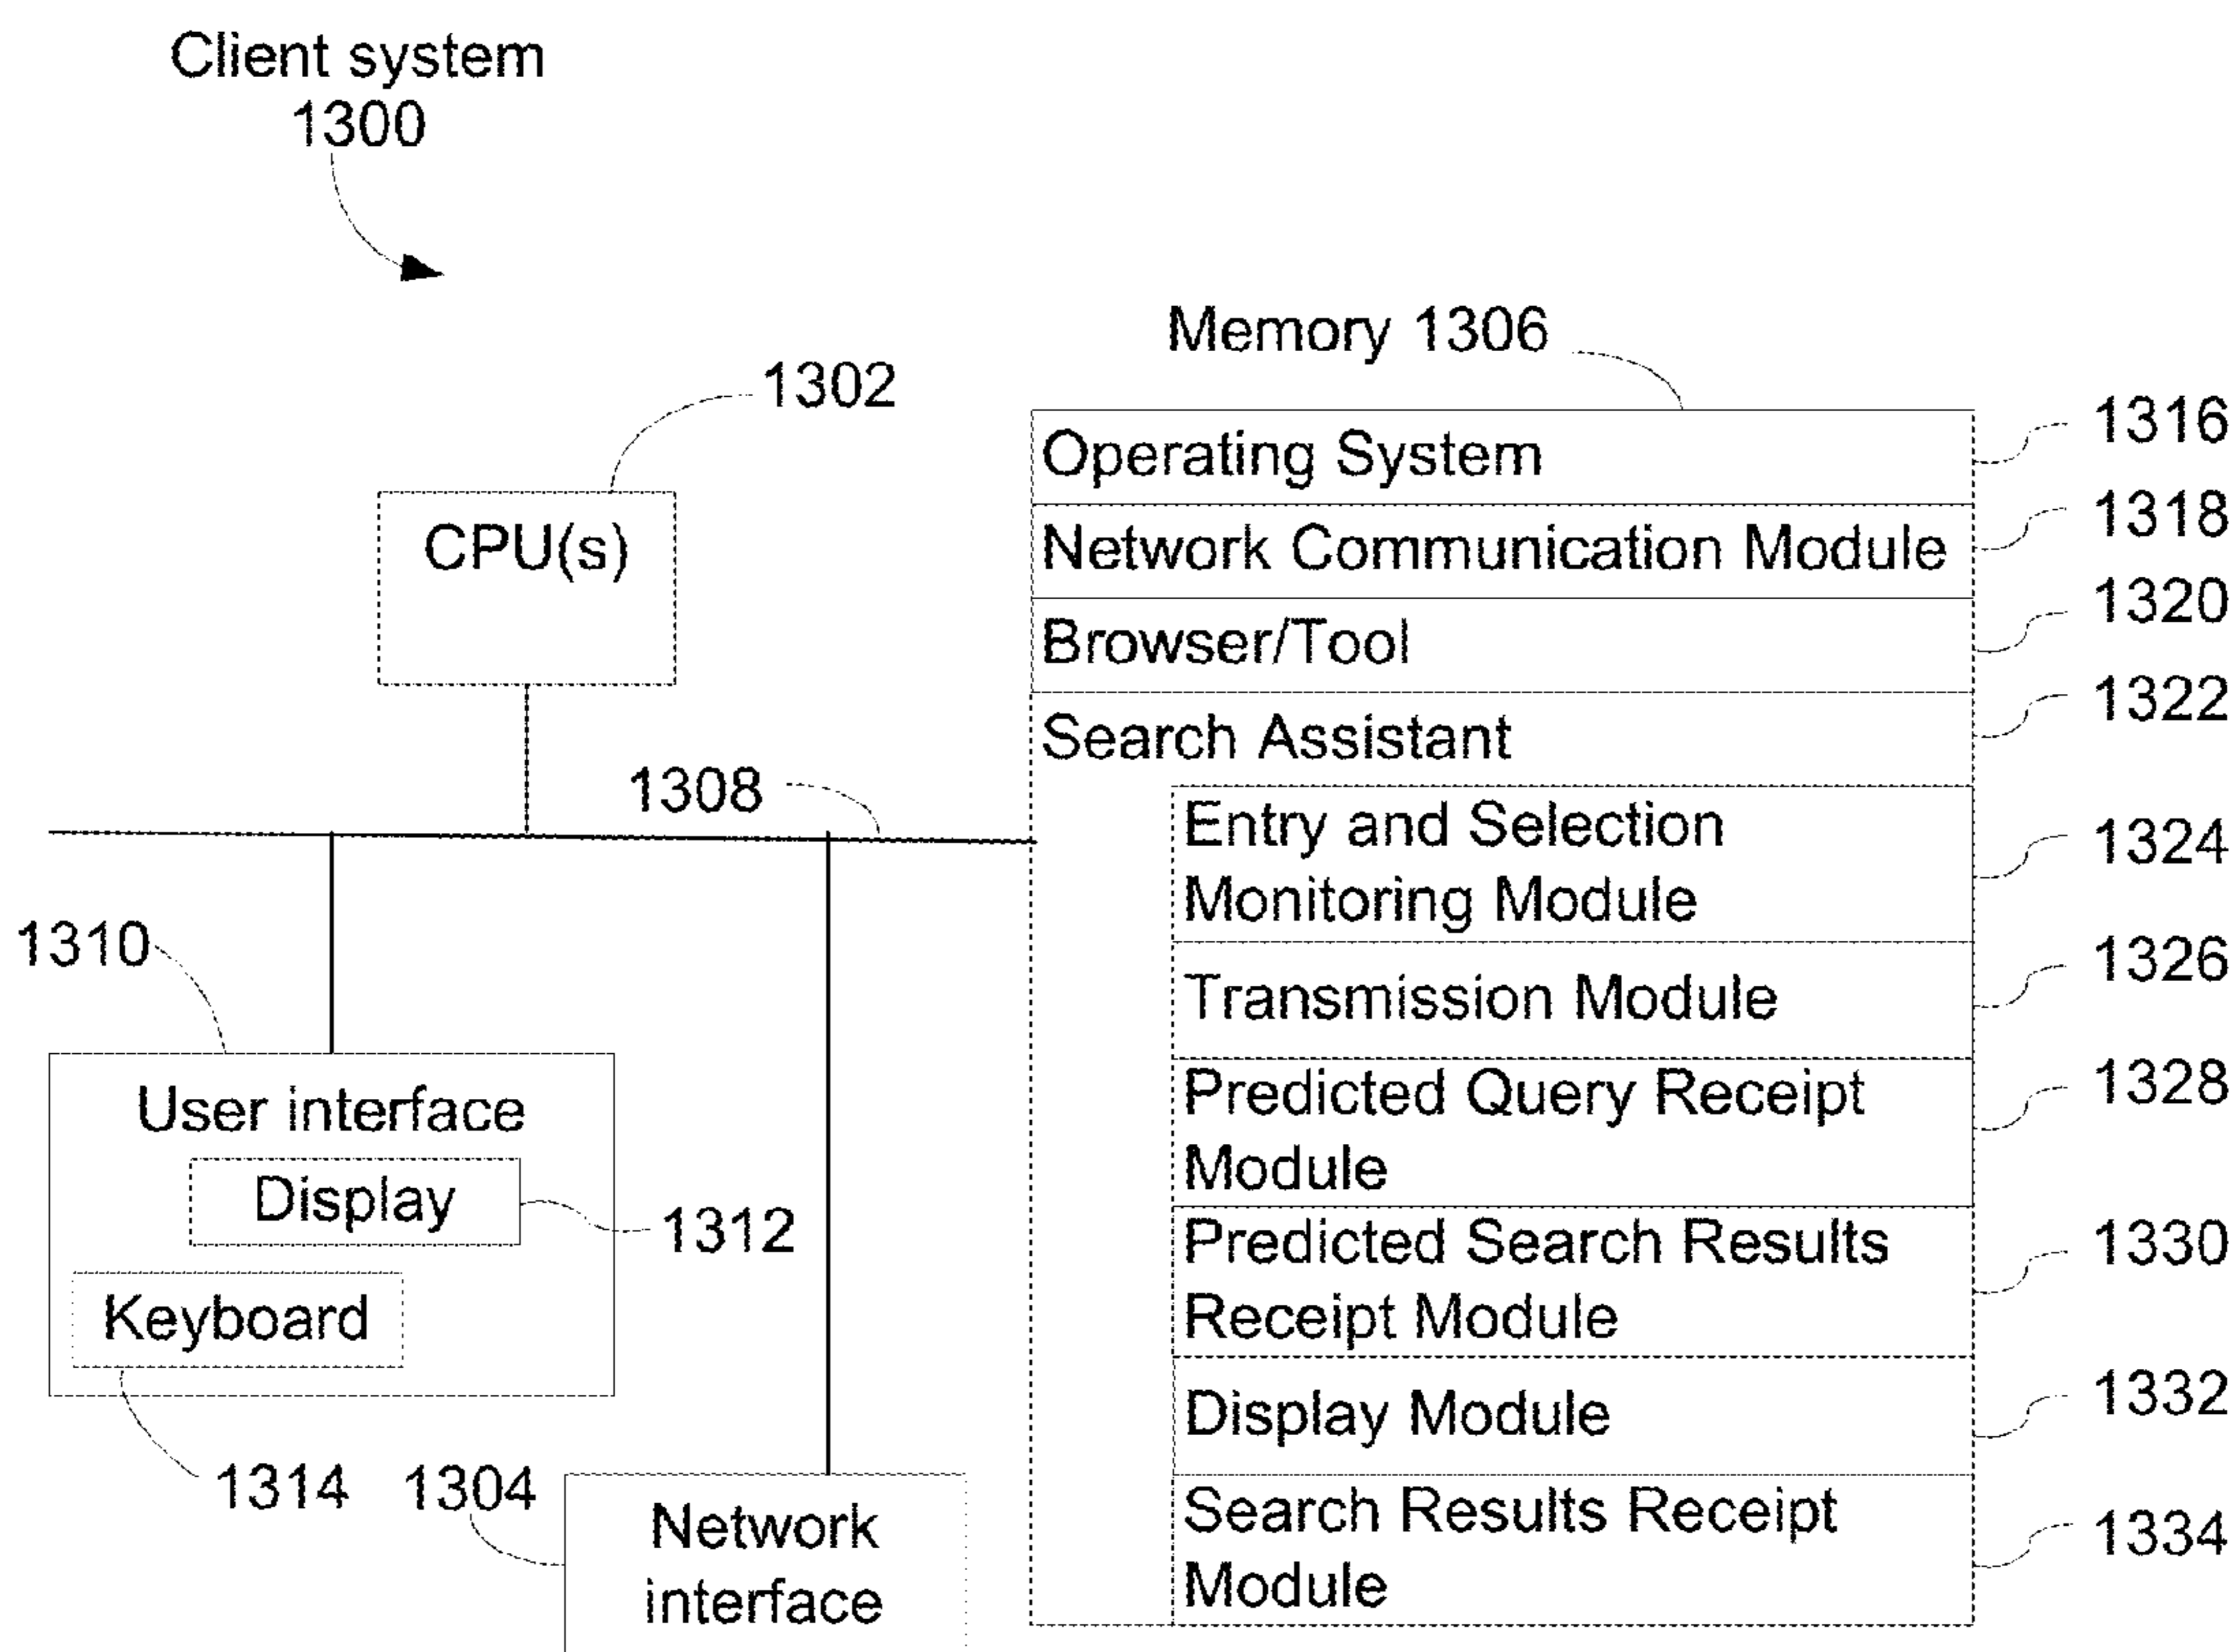 Client system
1300
1302
CPU(s)
1308
1310
User interface
Display
1312
Keyboard
1314
1304
Network
interface
Memory 1306
Operating System
1316
Network Communication Module
1318
Browser/Tool
1320
Search Assistant
1322
Entry and Selection
Monitoring Module
1324
Transmission Module
1326
Predicted Query Receipt
Module
1328
Predicted Search Results
Receipt Module
1330
Display Module
1332
Search Results Receipt
Module
1334